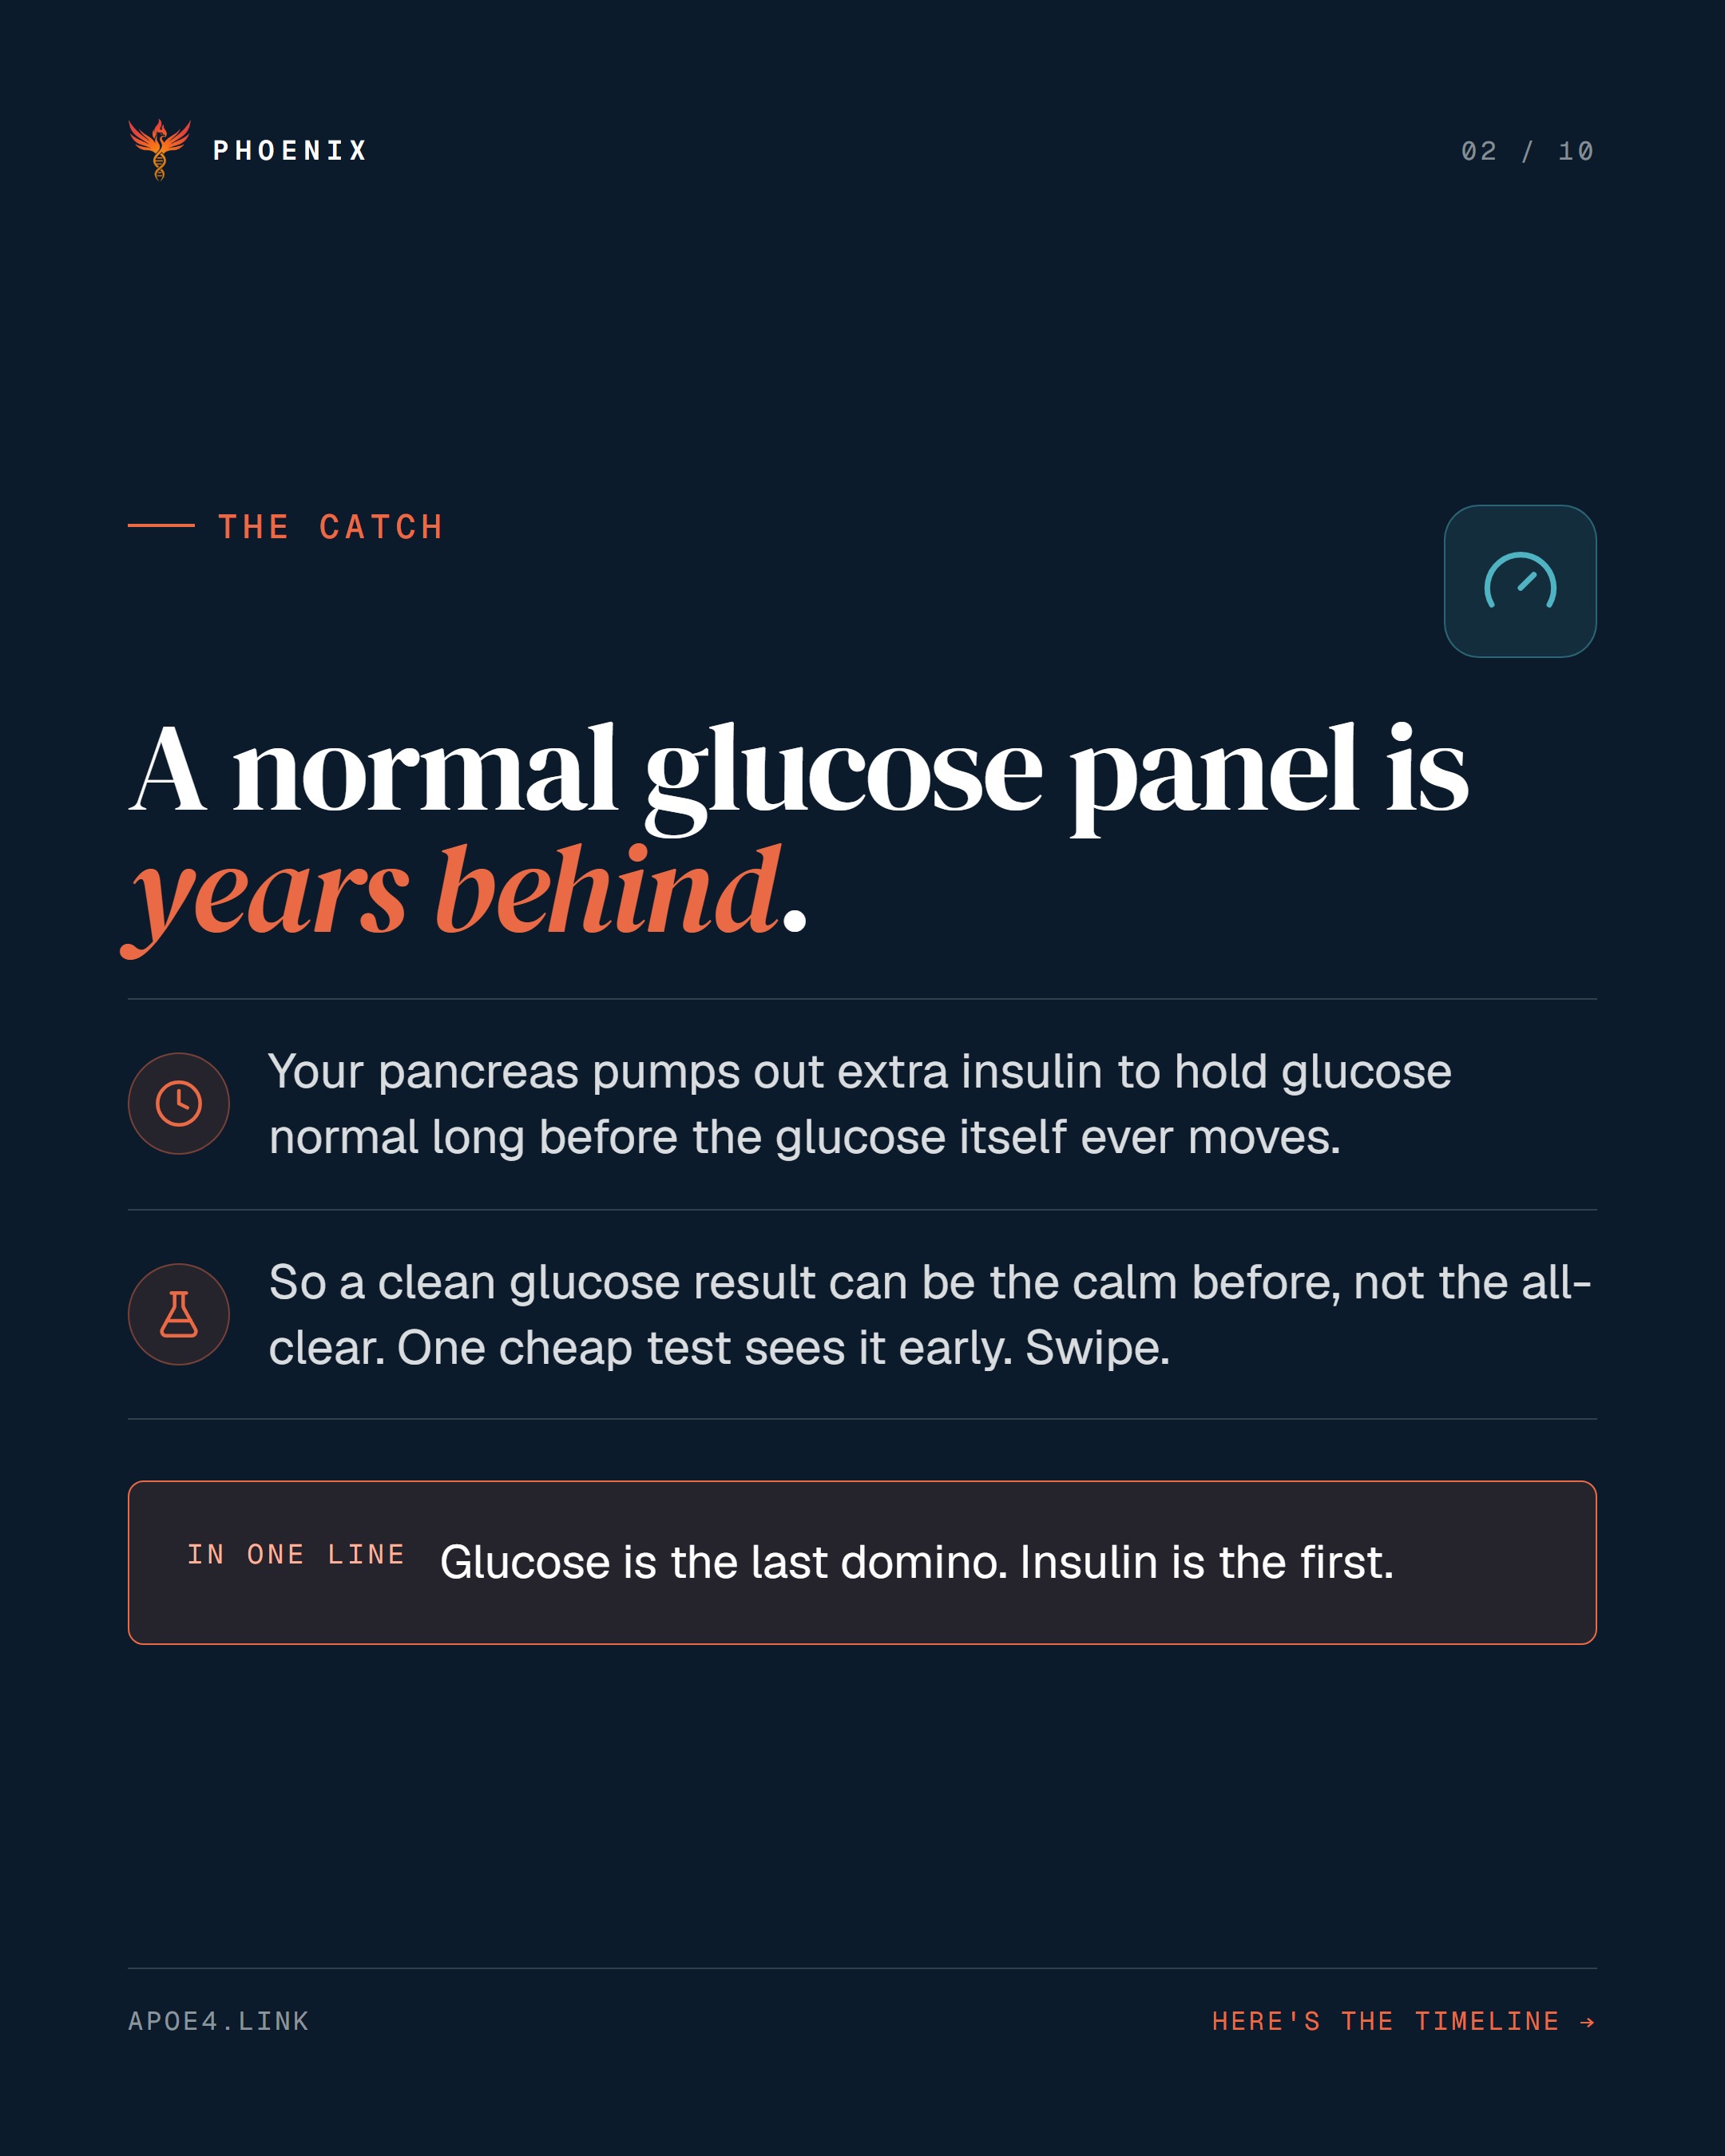 PHOENIX
02 / 10
THE CATCH
A normal glucose panel is
years behind.
Your pancreas pumps out extra insulin to hold glucose
normal long before the glucose itself ever moves.
So a clean glucose result can be the calm before, not the all-
clear. One cheap test sees it early. Swipe.
IN ONE LINE Glucose is the last domino. Insulin is the first.
APOE4.LINK
HERE'S THE TIMELINE →